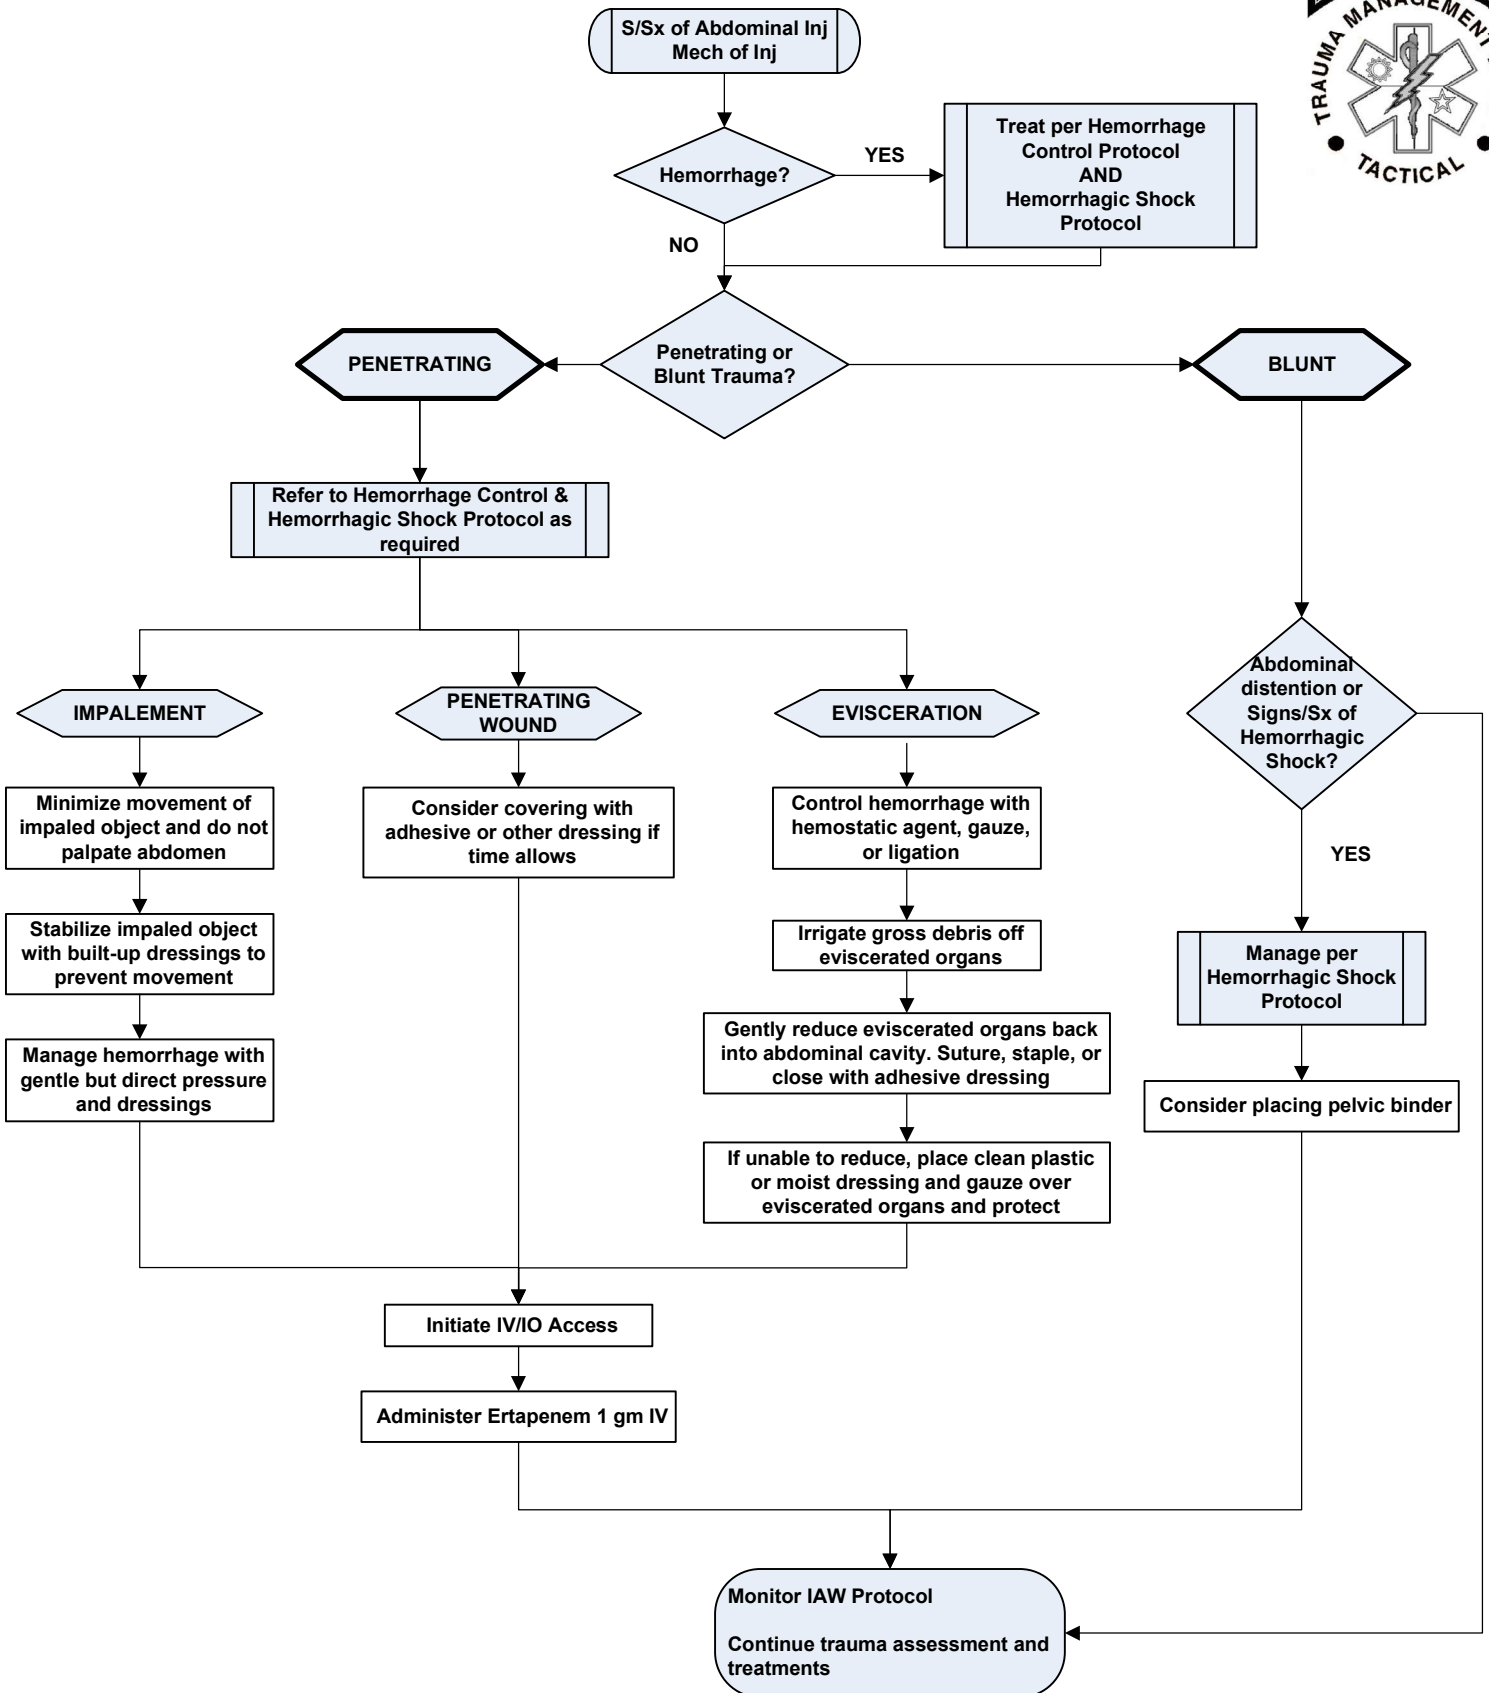 S/Sx of Abdominal Inj
Mech of Inj
TRAUMA MANAGEMENT
TACTICAL
Hemorrhage?
YES
Treat per Hemorrhage
Control Protocol
AND
Hemorrhagic Shock
Protocol
NO
PENETRATING
Penetrating or
Blunt Trauma?
BLUNT
Refer to Hemorrhage Control &
Hemorrhagic Shock Protocol as
required
IMPALEMENT
Minimize movement of
impaled object and do not
palpate abdomen
Stabilize impaled object
with built-up dressings to
prevent movement
Manage hemorrhage with
gentle but direct pressure
and dressings
PENETRATING
WOUND
Consider covering with
adhesive or other dressing if
time allows
EVISCERATION
Control hemorrhage with
hemostatic agent, gauze,
or ligation
Irrigate gross debris off
eviscerated organs
Gently reduce eviscerated organs back
into abdominal cavity. Suture, staple, or
close with adhesive dressing
If unable to reduce, place clean plastic
or moist dressing and gauze over
eviscerated organs and protect
Abdominal
distention or
Signs/Sx of
Hemorrhagic
Shock?
YES
Manage per
Hemorrhagic Shock
Protocol
Consider placing pelvic binder
Initiate IV/IO Access
Administer Ertapenem 1 gm IV
Monitor IAW Protocol
Continue trauma assessment and
treatments